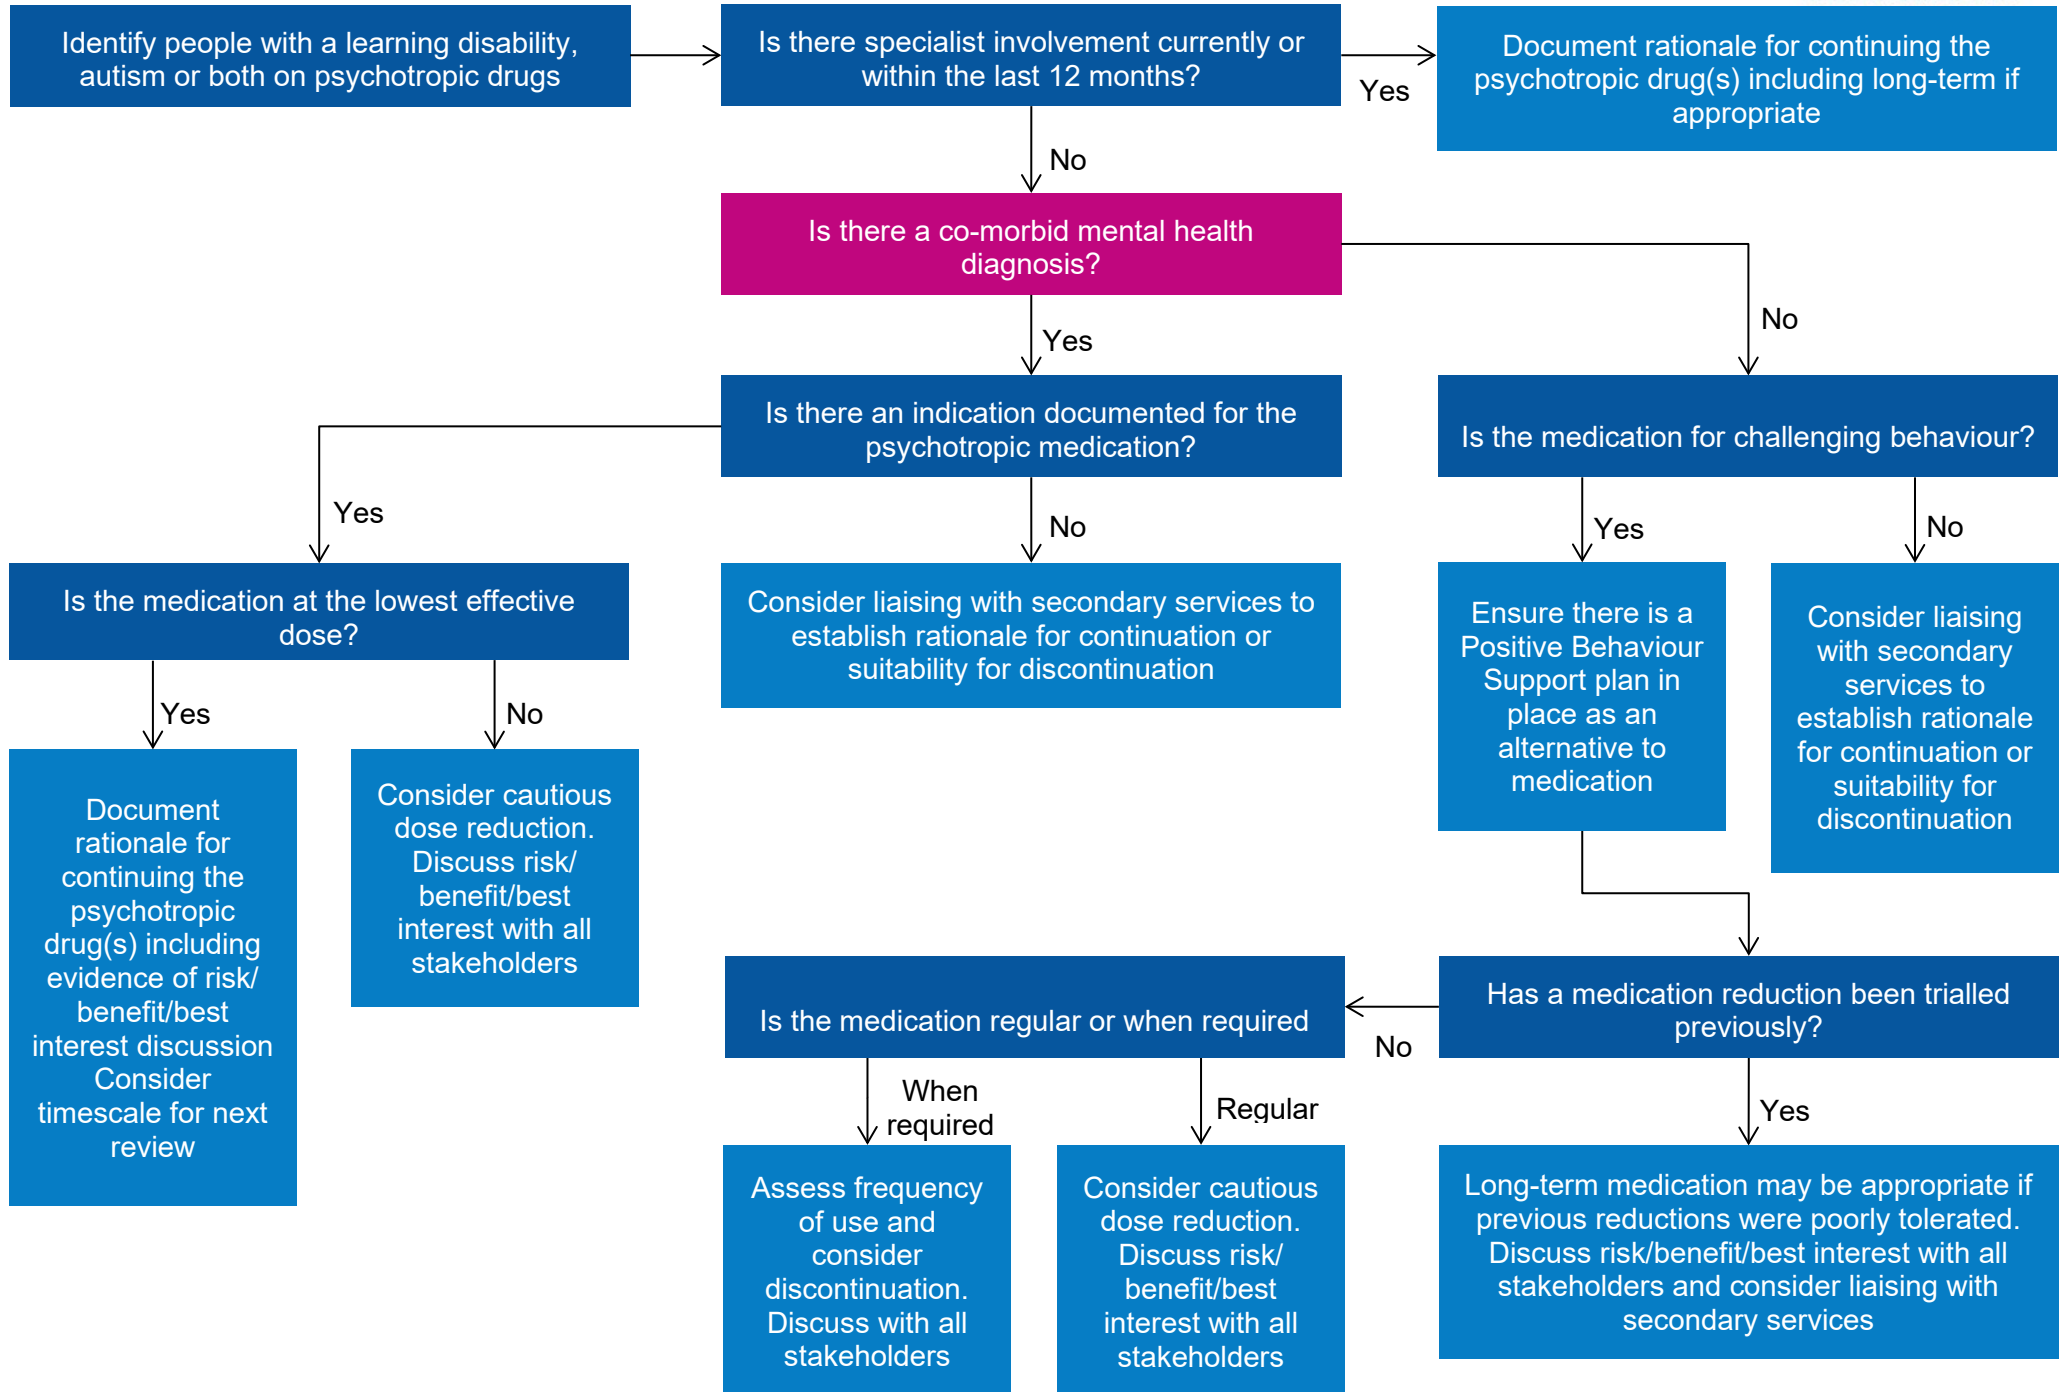 Identify people with a learning disability,
autism or both on psychotropic drugs
Is there specialist involvement currently or
within the last 12 months?
Yes
Document rationale for continuing the
psychotropic drug(s) including long-term if
appropriate
No
Is there a co-morbid mental health
diagnosis?
Yes
No
Is there an indication documented for the
psychotropic medication?
Is the medication for challenging behaviour?
Yes
No
Yes
No
Is the medication at the lowest effective
dose?
Consider liaising with secondary services to
establish rationale for continuation or
suitability for discontinuation
Ensure there is a
Positive Behaviour
Support plan in
place as an
alternative to
medication
Consider liaising
with secondary
services to
establish rationale
for continuation or
suitability for
discontinuation
Yes
No
Document
rationale for
continuing the
psychotropic
drug(s) including
evidence of risk/
benefit/best
interest discussion
Consider
timescale for next
review
Consider cautious
dose reduction.
Discuss risk/
benefit/best
interest with all
stakeholders
Is the medication regular or when required
No
Has a medication reduction been trialled
previously?
When
required
Regular
Yes
Assess frequency
of use and
consider
discontinuation.
Discuss with all
stakeholders
Consider cautious
dose reduction.
Discuss risk/
benefit/best
interest with all
stakeholders
Long-term medication may be appropriate if
previous reductions were poorly tolerated.
Discuss risk/benefit/best interest with all
stakeholders and consider liaising with
secondary services